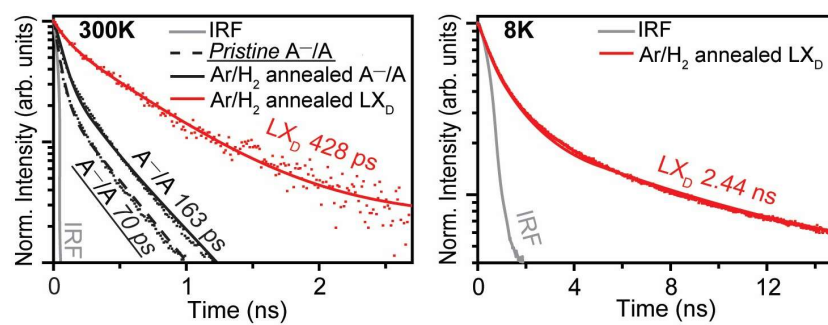 300K
IRF
Pristine A⁻/A
Ar/H₂ annealed A⁻/A
Ar/H₂ annealed LX_D
LX_D 428 ps
A⁻/A 163 ps
A⁻/A 70 ps
IRF
Norm. Intensity (arb. units)
0 1 2
Time (ns)
8K
IRF
Ar/H₂ annealed LX_D
LX_D 2.44 ns
IRF
Norm. Intensity (arb. units)
0 4 8 12
Time (ns)